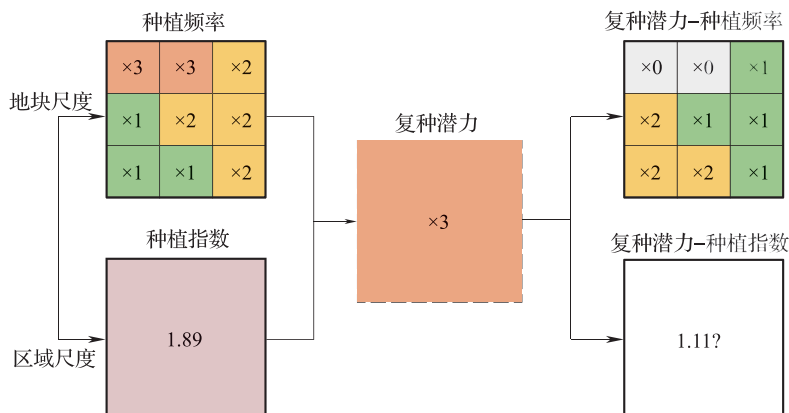 种植频率
×3 ×3 ×2
×1 ×2 ×2
×1 ×1 ×2
地块尺度
种植指数
1.89
区域尺度
复种潜力
×3
复种潜力–种植频率
×0 ×0 ×1
×2 ×1 ×1
×2 ×2 ×1
复种潜力–种植指数
1.11?